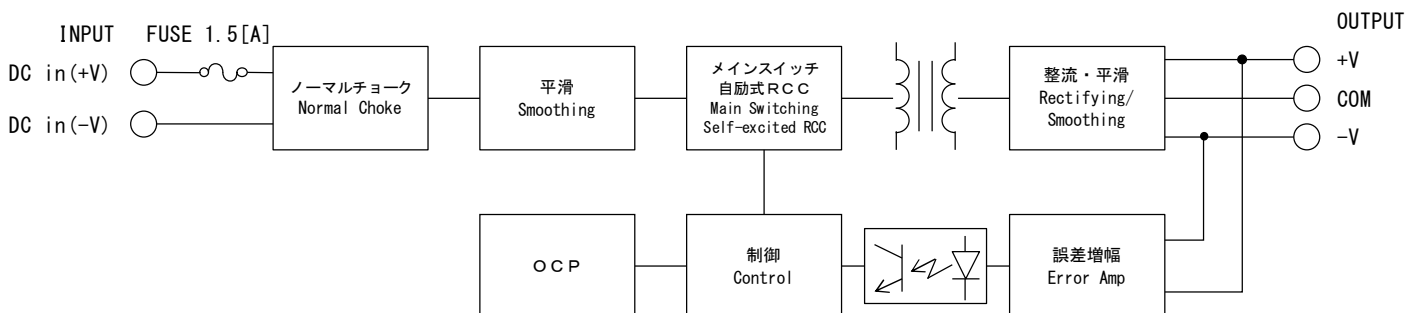 INPUT
FUSE 1.5[A]
DC in(+V)
DC in(−V)
ノーマルチョーク
Normal Choke
平滑
Smoothing
メインスイッチ
自励式RCC
Main Switching
Self-excited RCC
整流・平滑
Rectifying/
Smoothing
OUTPUT
+V
COM
−V
OCP
制御
Control
誤差増幅
Error Amp